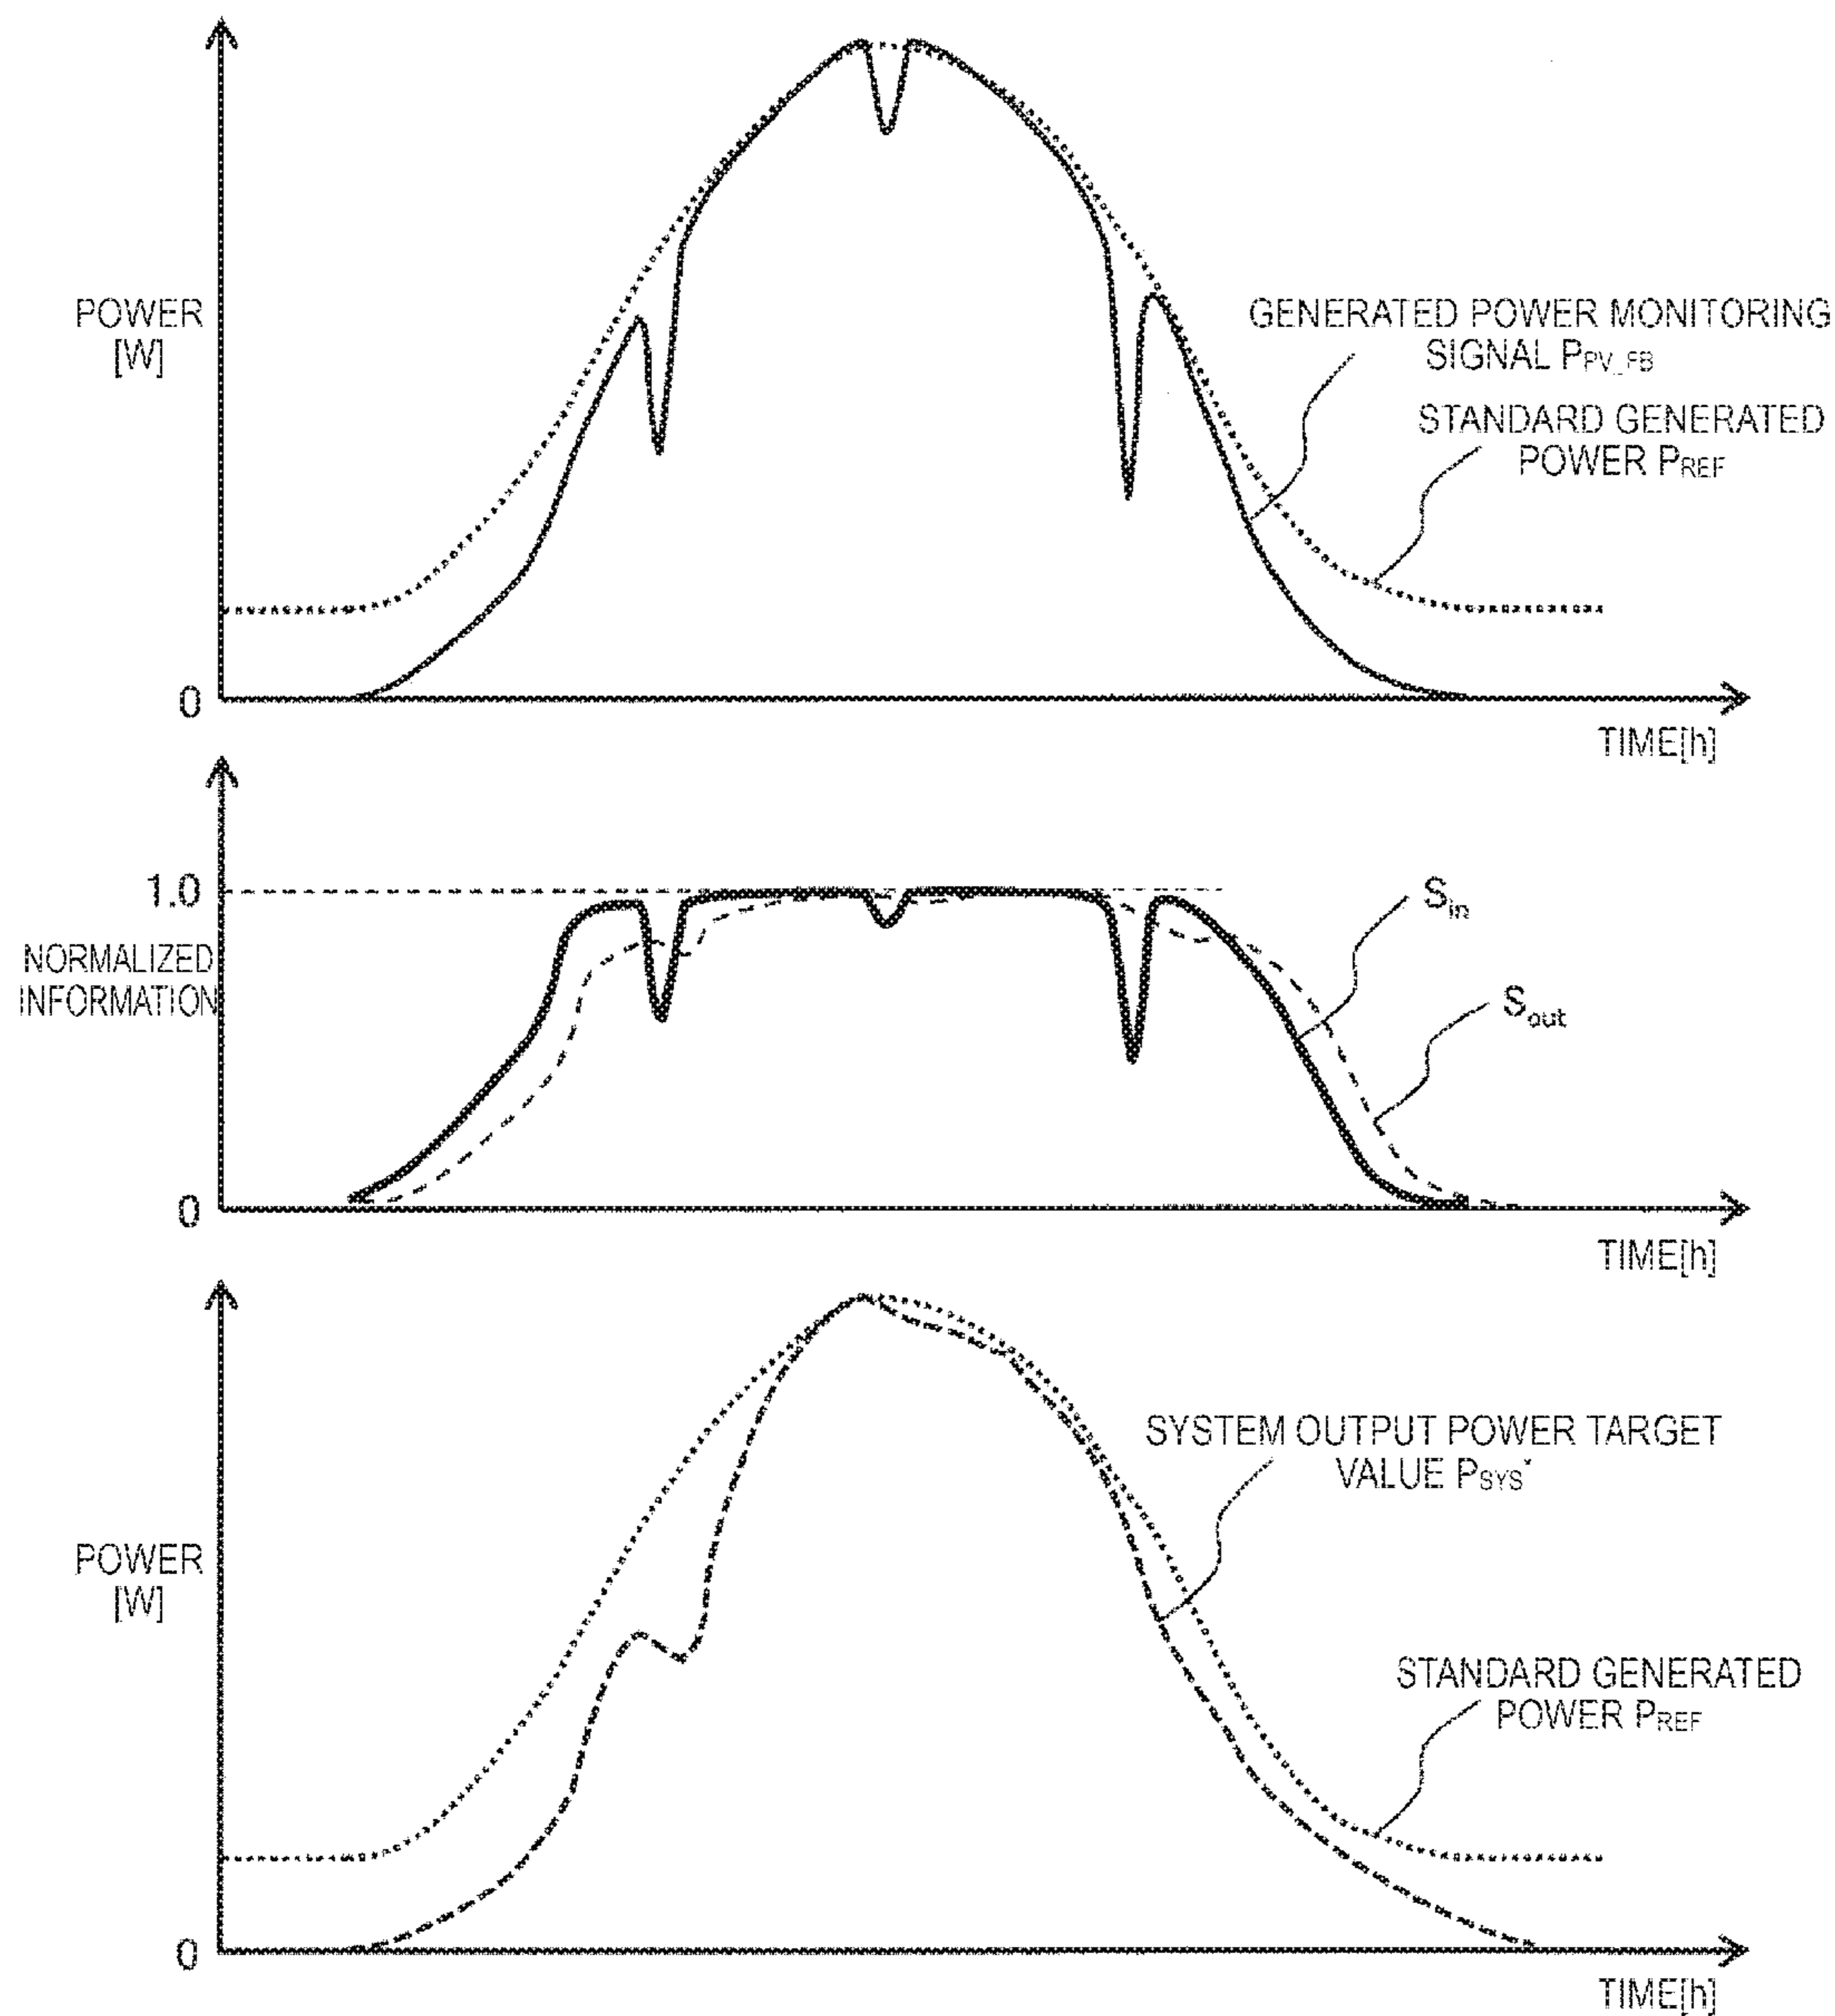 POWER
[W]
GENERATED POWER MONITORING
SIGNAL PPV_FB
STANDARD GENERATED
POWER PREF
0
TIME[h]
1.0
NORMALIZED
INFORMATION
Sin
Sout
0
TIME[h]
SYSTEM OUTPUT POWER TARGET
VALUE PSYS*
POWER
[W]
STANDARD GENERATED
POWER PREF
0
TIME[h]